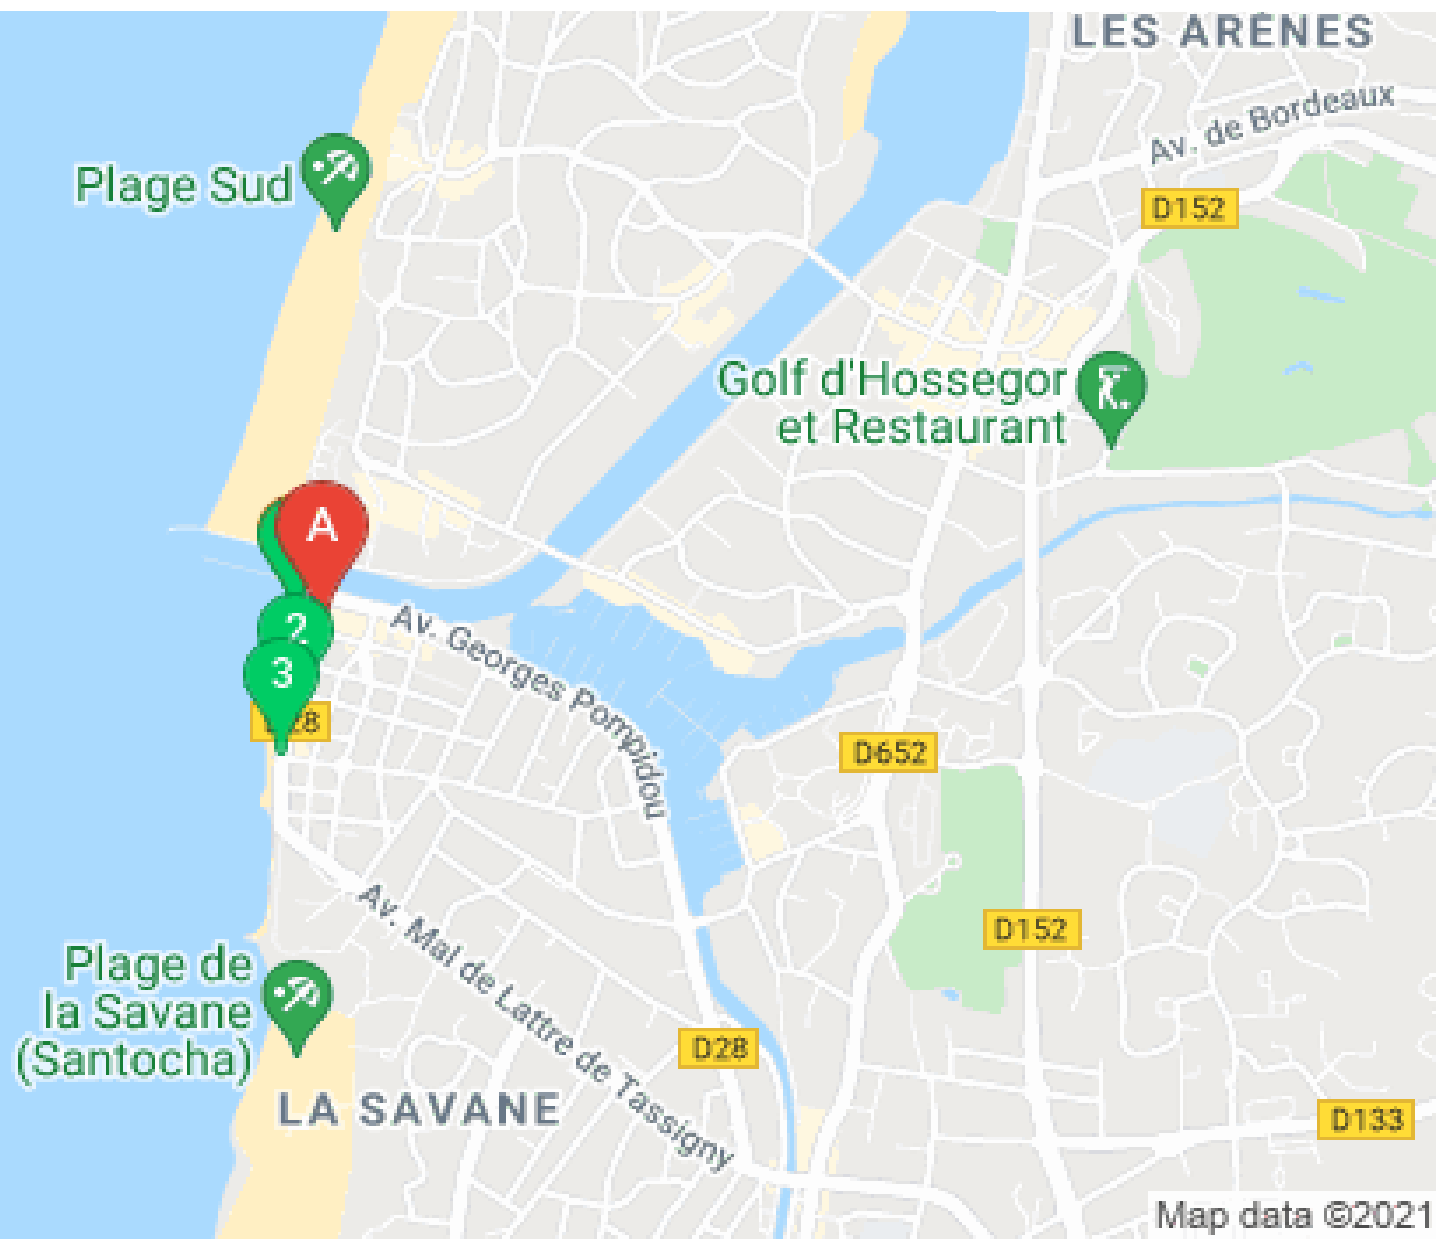 LES ARÈNES
Av. de Bordeaux
Plage Sud
D152
Golf d'Hossegor
et Restaurant
A
Av. Georges Pompidou
2
3
28
D652
Av. Mal de Lattre de Tassigny
D152
Plage de
la Savane
(Santocha)
D28
LA SAVANE
D133
Map data ©2021